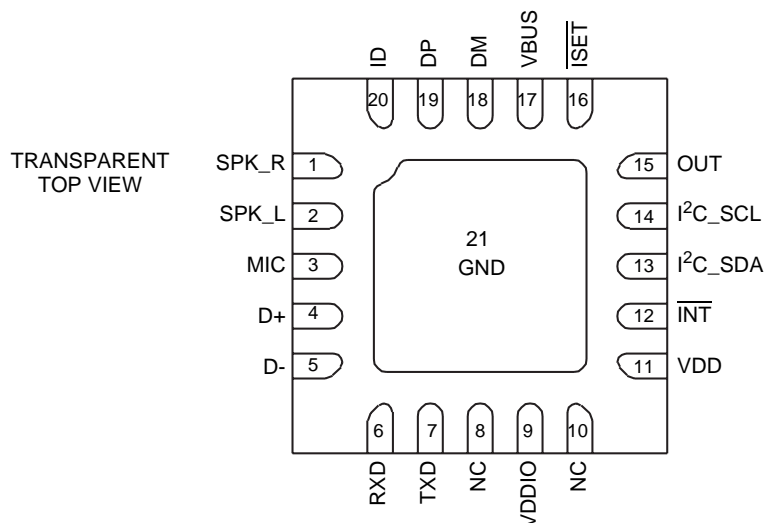 ID
DP
DM
VBUS
I̅S̅E̅T̅
20
19
18
17
16
TRANSPARENT
TOP VIEW
SPK_R 1
15 OUT
SPK_L 2
14 I²C_SCL
21
GND
MIC 3
13 I²C_SDA
D+ 4
12 I̅N̅T̅
D- 5
11 VDD
6
7
8
9
10
RXD
TXD
NC
VDDIO
NC